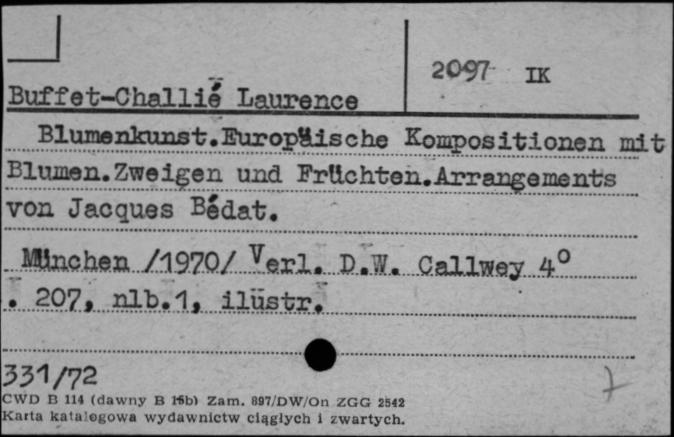 2097 IK
Buffet-Challié Laurence
Blumenkunst.Europäische Kompositionen mit
Blumen.Zweigen und Früchten.Arrangements
von Jacques Bédat.
München /1970/ Verl. D.W. Callwey 4°
. 207, nlb.1, ilustr.
331/72
CWD B 114 (dawny B 15b) Zam. 897/DW/On ZGG 2542
Karta katalogowa wydawnictw ciągłych i zwartych.